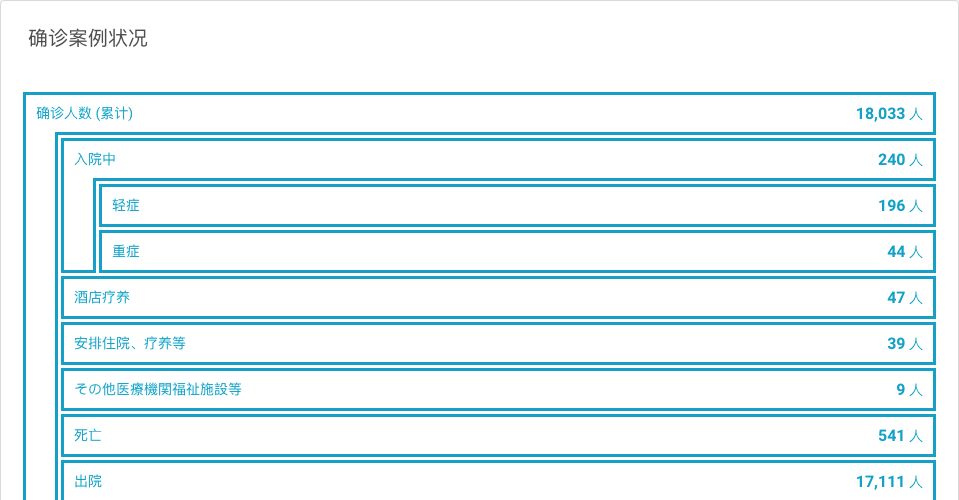 确诊案例状况
确诊人数 (累计) 18,033 人
入院中 240 人
轻症 196 人
重症 44 人
酒店疗养 47 人
安排住院、疗养等 39 人
その他医療機関福祉施設等 9 人
死亡 541 人
出院 17,111 人